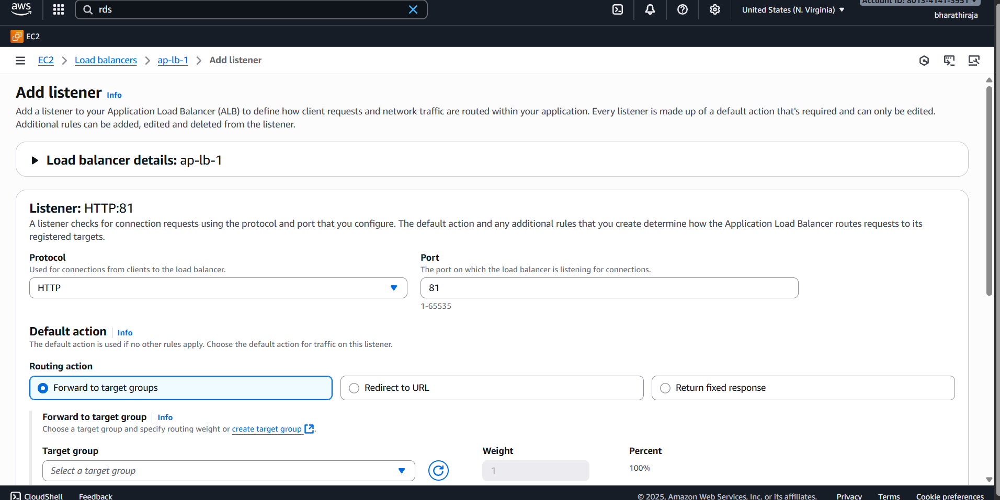 aws
rds
United States (N. Virginia)
Account ID: 8013-4141-3951
bharathiraja
EC2
EC2
Load balancers
ap-lb-1
Add listener
Add listener Info
Add a listener to your Application Load Balancer (ALB) to define how client requests and network traffic are routed within your application. Every listener is made up of a default action that's required and can only be edited.
Additional rules can be added, edited and deleted from the listener.
Load balancer details: ap-lb-1
Listener: HTTP:81
A listener checks for connection requests using the protocol and port that you configure. The default action and any additional rules that you create determine how the Application Load Balancer routes requests to its
registered targets.
Protocol
Used for connections from clients to the load balancer.
HTTP
Port
The port on which the load balancer is listening for connections.
81
1-65535
Default action Info
The default action is used if no other rules apply. Choose the default action for traffic on this listener.
Routing action
Forward to target groups
Redirect to URL
Return fixed response
Forward to target group Info
Choose a target group and specify routing weight or create target group.
Target group
Select a target group
Weight
1
Percent
100%
CloudShell
Feedback
© 2025, Amazon Web Services, Inc. or its affiliates.
Privacy
Terms
Cookie preferences